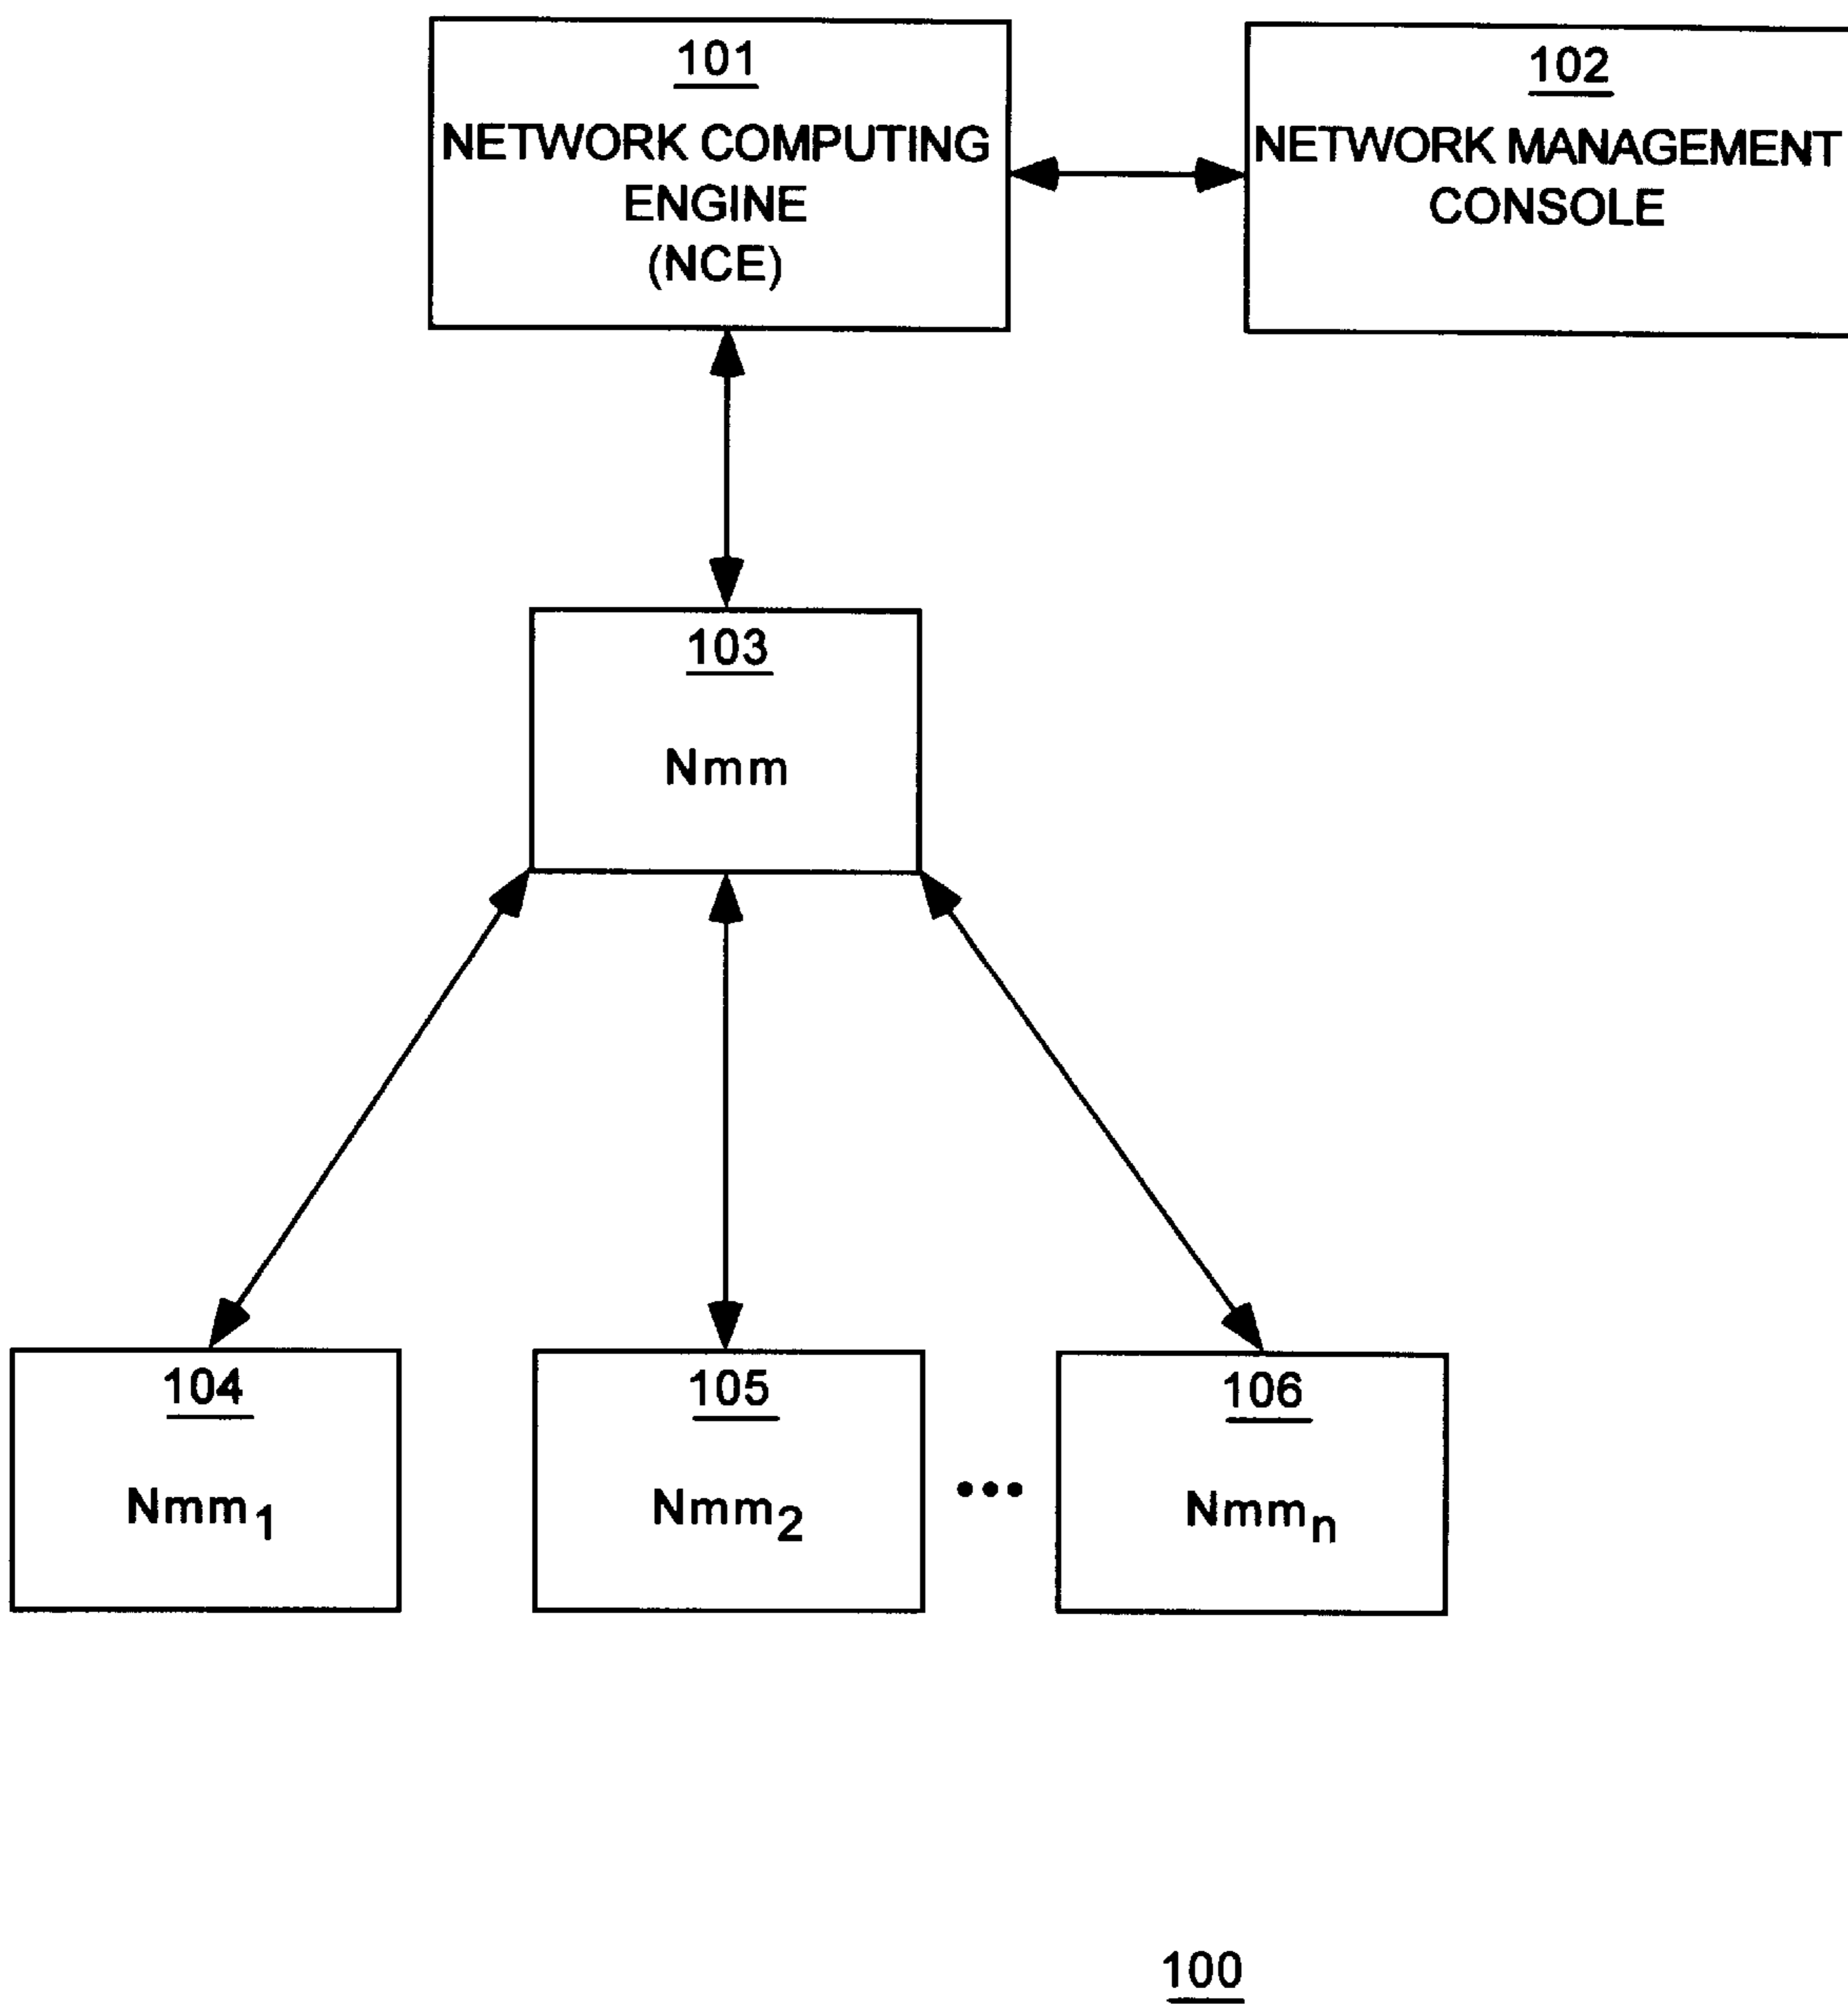 101
NETWORK COMPUTING
ENGINE
(NCE)
102
NETWORK MANAGEMENT
CONSOLE
103
Nmm
104
Nmm1
105
Nmm2
•••
106
Nmmn
100